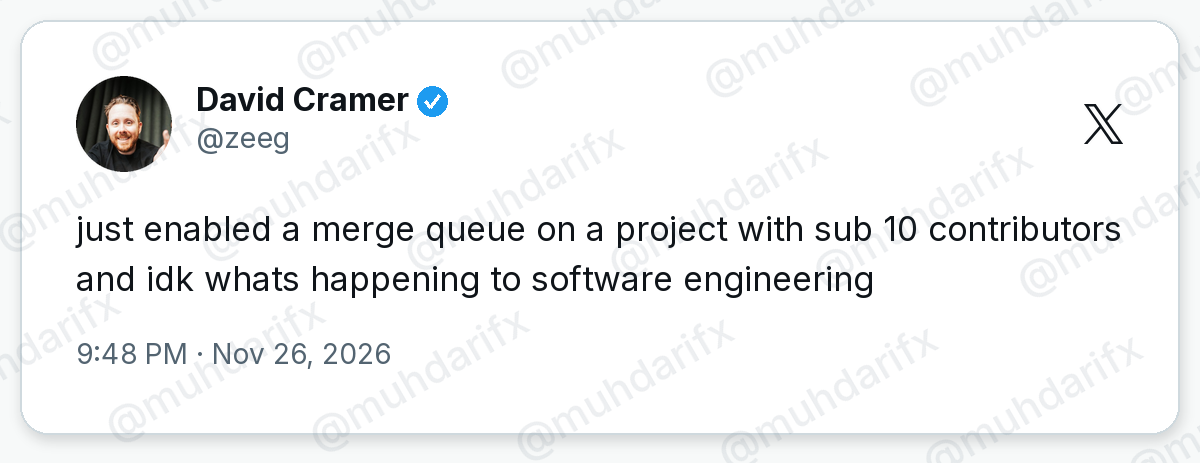 David Cramer
@zeeg
just enabled a merge queue on a project with sub 10 contributors
and idk whats happening to software engineering
9:48 PM · Nov 26, 2026
@muhdarifx